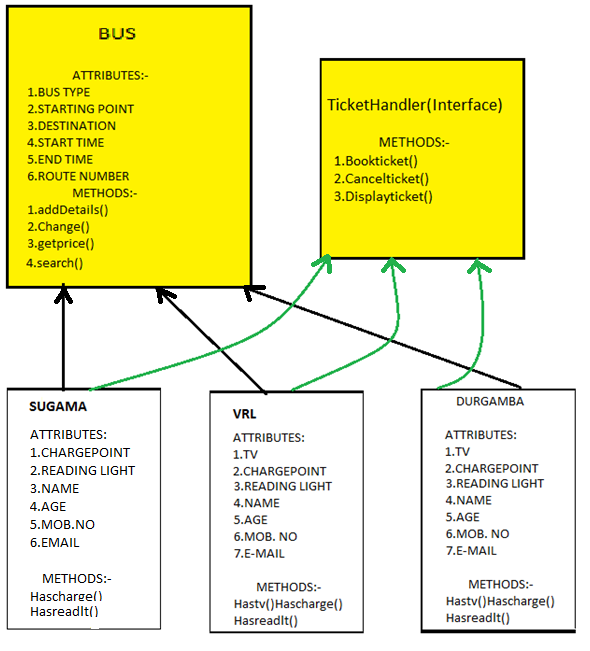 BUS
ATTRIBUTES:-
1.BUS TYPE
2.STARTING POINT
3.DESTINATION
4.START TIME
5.END TIME
6.ROUTE NUMBER
METHODS:-
1.addDetails()
2.Change()
3.getprice()
4.search()
TicketHandler(Interface)
METHODS:-
1.Bookticket()
2.Cancelticket()
3.Displayticket()
SUGAMA
ATTRIBUTES:
1.CHARGEPOINT
2.READING LIGHT
3.NAME
4.AGE
5.MOB.NO
6.EMAIL
METHODS:-
Hascharge()
Hasreadlt()
VRL
ATTRIBUTES:
1.TV
2.CHARGEPOINT
3.READING LIGHT
4.NAME
5.AGE
6.MOB. NO
7.E-MAIL
METHODS:-
Hastv()Hascharge()
Hasreadlt()
DURGAMBA
ATTRIBUTES:
1.TV
2.CHARGEPOINT
3.READING LIGHT
4.NAME
5.AGE
6.MOB. NO
7.E-MAIL
METHODS:-
Hastv()Hascharge()
Hasreadlt()